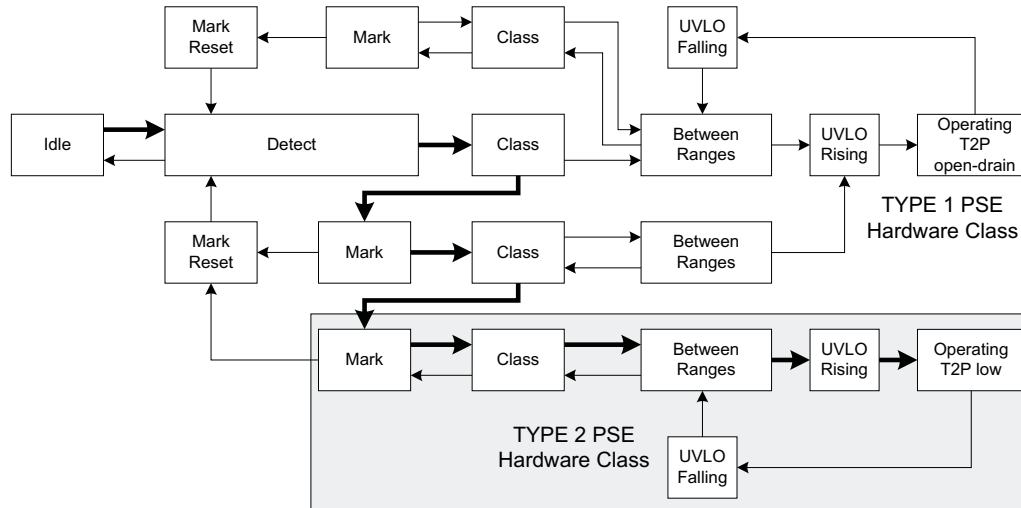 Mark
Reset
Mark
Class
UVLO
Falling
Idle
Detect
Class
Between
Ranges
UVLO
Rising
Operating
T2P
open-drain
TYPE 1 PSE
Hardware Class
Mark
Reset
Mark
Class
Between
Ranges
Mark
Class
Between
Ranges
UVLO
Rising
Operating
T2P low
TYPE 2 PSE
Hardware Class
UVLO
Falling